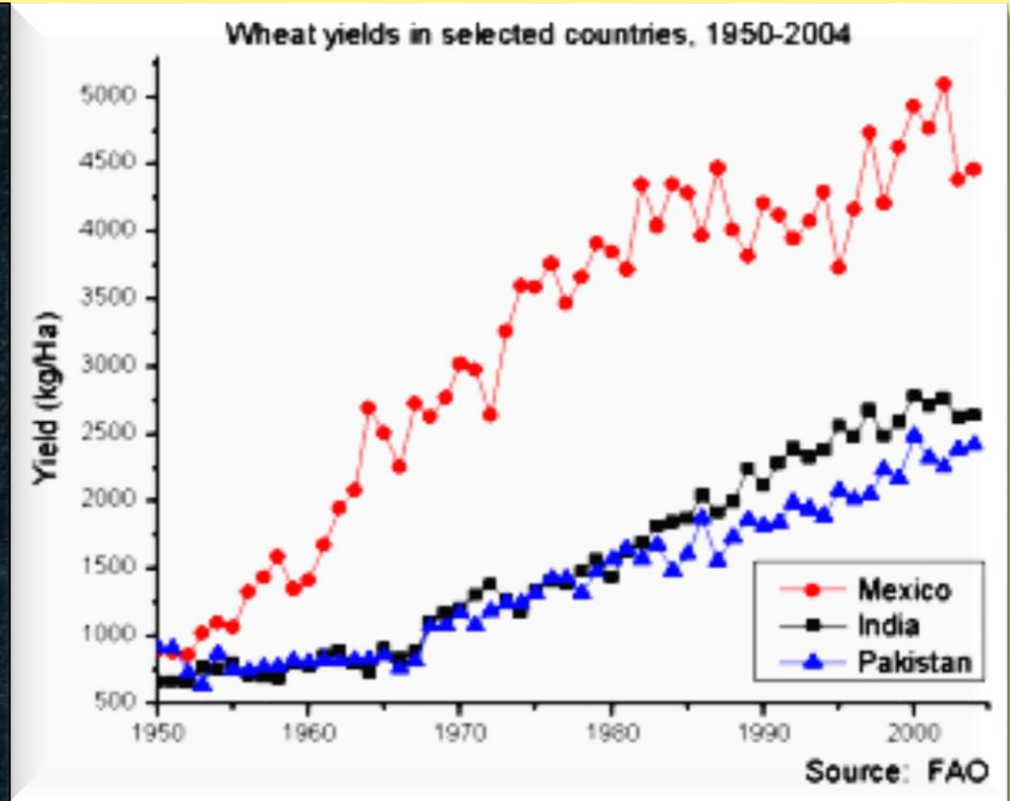 Wheat yields in selected countries, 1950-2004
5000
4500
4000
3500
3000
2500
2000
1500
1000
500
Yield (kg/Ha)
Mexico
India
Pakistan
1950 1960 1970 1980 1990 2000
Source: FAO